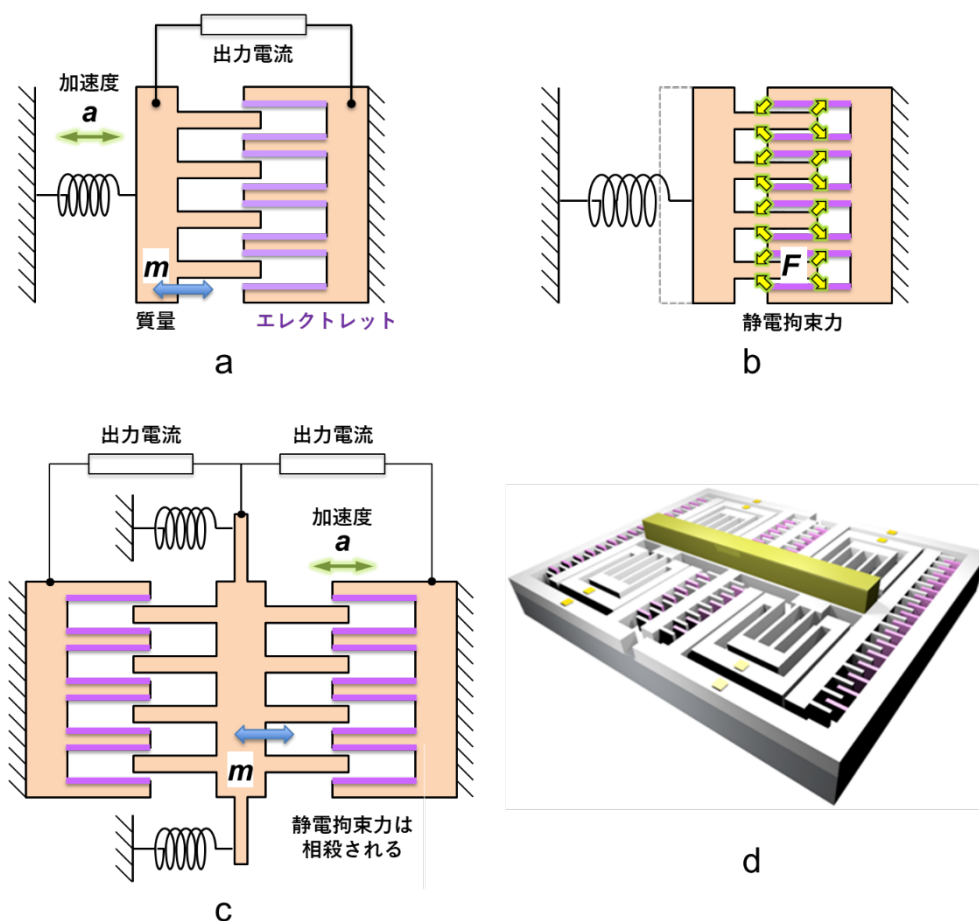 出力電流
加速度
a
m
質量
エレクトレット
a
F
静電拘束力
b
出力電流
出力電流
加速度
a
m
静電拘束力は
相殺される
c
d